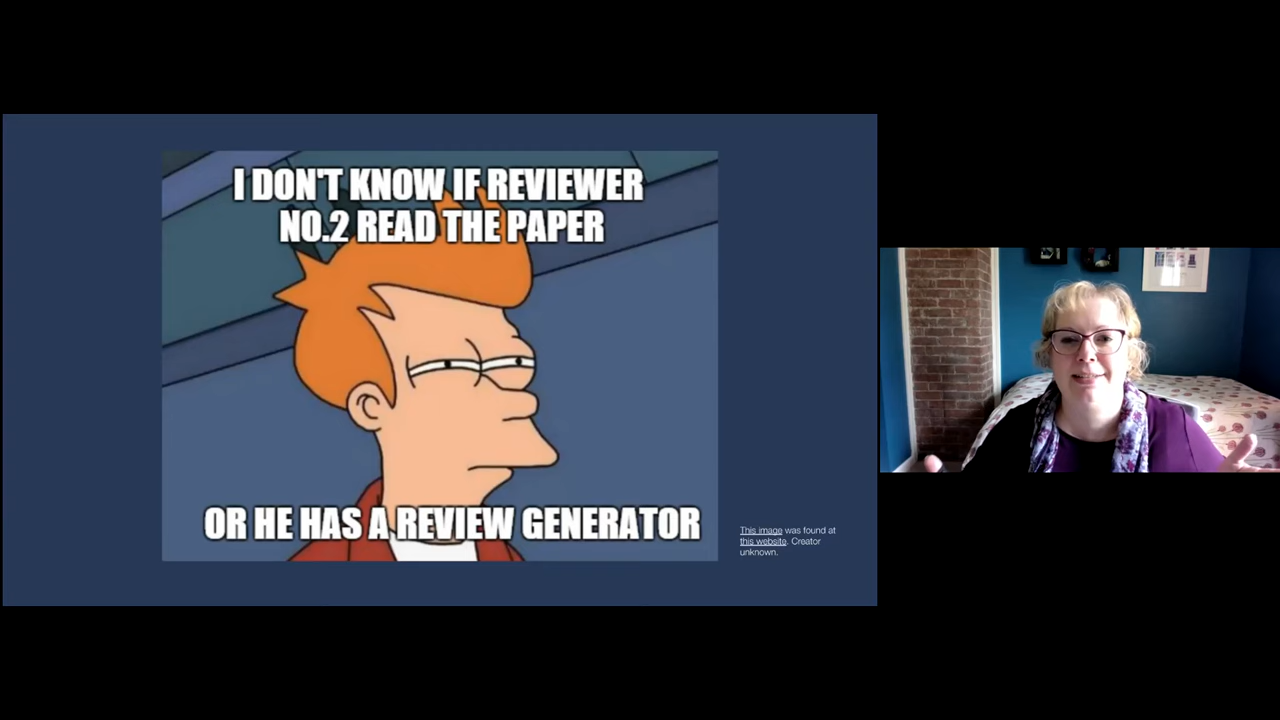 I DON'T KNOW IF REVIEWER
NO.2 READ THE PAPER
OR HE HAS A REVIEW GENERATOR
This image was found at
this website. Creator
unknown.